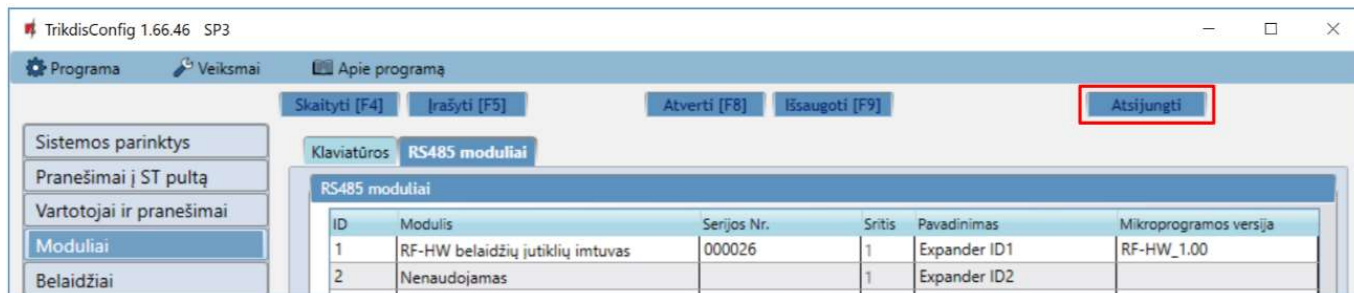 TrikdisConfig 1.66.46 SP3
Programa Veiksmai Apie programą
Skaityti [F4] Įrašyti [F5] Atverti [F8] Išsaugoti [F9] Atsijungti
Sistemos parinktys
Pranešimai į ST pultą
Vartotojai ir pranešimai
Moduliai
Belaidžiai
Klaviatūros RS485 moduliai
RS485 moduliai
ID Modulis Serijos Nr. Sritis Pavadinimas Mikroprogramos versija
1 RF-HW belaidžių jutiklių imtuvas 000026 1 Expander ID1 RF-HW_1.00
2 Nenaudojamas 1 Expander ID2